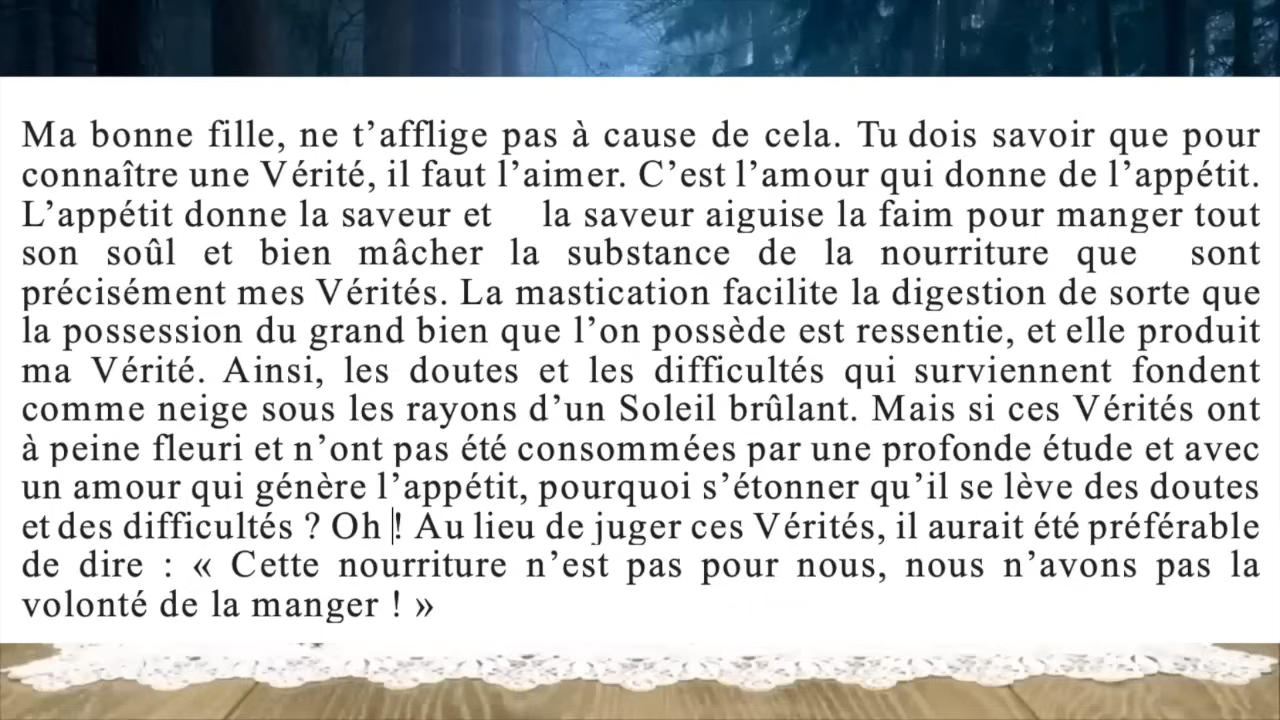 Ma bonne fille, ne t’afflige pas à cause de cela. Tu dois savoir que pour
connaître une Vérité, il faut l’aimer. C’est l’amour qui donne de l’appétit.
L’appétit donne la saveur et la saveur aiguise la faim pour manger tout
son soûl et bien mâcher la substance de la nourriture que sont
précisément mes Vérités. La mastication facilite la digestion de sorte que
la possession du grand bien que l’on possède est ressentie, et elle produit
ma Vérité. Ainsi, les doutes et les difficultés qui surviennent fondent
comme neige sous les rayons d’un Soleil brûlant. Mais si ces Vérités ont
à peine fleuri et n’ont pas été consommées par une profonde étude et avec
un amour qui génère l’appétit, pourquoi s’étonner qu’il se lève des doutes
et des difficultés ? Oh ! Au lieu de juger ces Vérités, il aurait été préférable
de dire : « Cette nourriture n’est pas pour nous, nous n’avons pas la
volonté de la manger ! »